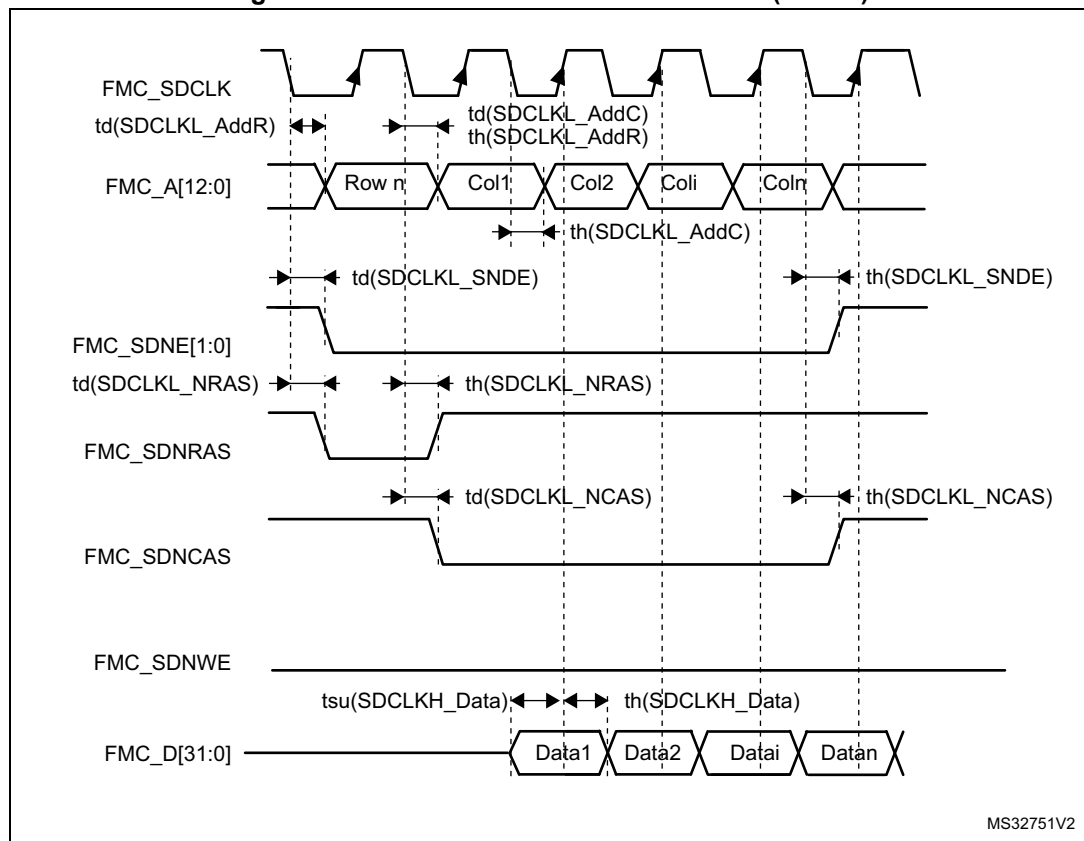 FMC_SDCLK
td(SDCLKL_AddR)
td(SDCLKL_AddC)
th(SDCLKL_AddR)
FMC_A[12:0]
Row n
Col1
Col2
Coli
Coln
th(SDCLKL_AddC)
td(SDCLKL_SNDE)
th(SDCLKL_SNDE)
FMC_SDNE[1:0]
td(SDCLKL_NRAS)
th(SDCLKL_NRAS)
FMC_SDNRAS
td(SDCLKL_NCAS)
th(SDCLKL_NCAS)
FMC_SDNCAS
FMC_SDNWE
tsu(SDCLKH_Data)
th(SDCLKH_Data)
FMC_D[31:0]
Data1
Data2
Datai
Datan
MS32751V2